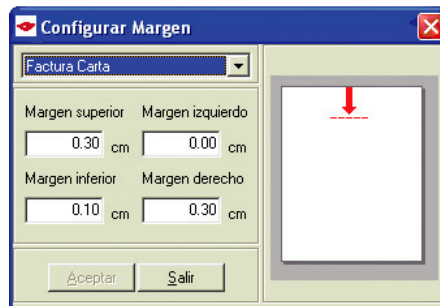 Configurar Margen
Factura Carta
Margen superior Margen izquierdo
0.30 cm 0.00 cm
Margen inferior Margen derecho
0.10 cm 0.30 cm
Aceptar Salir